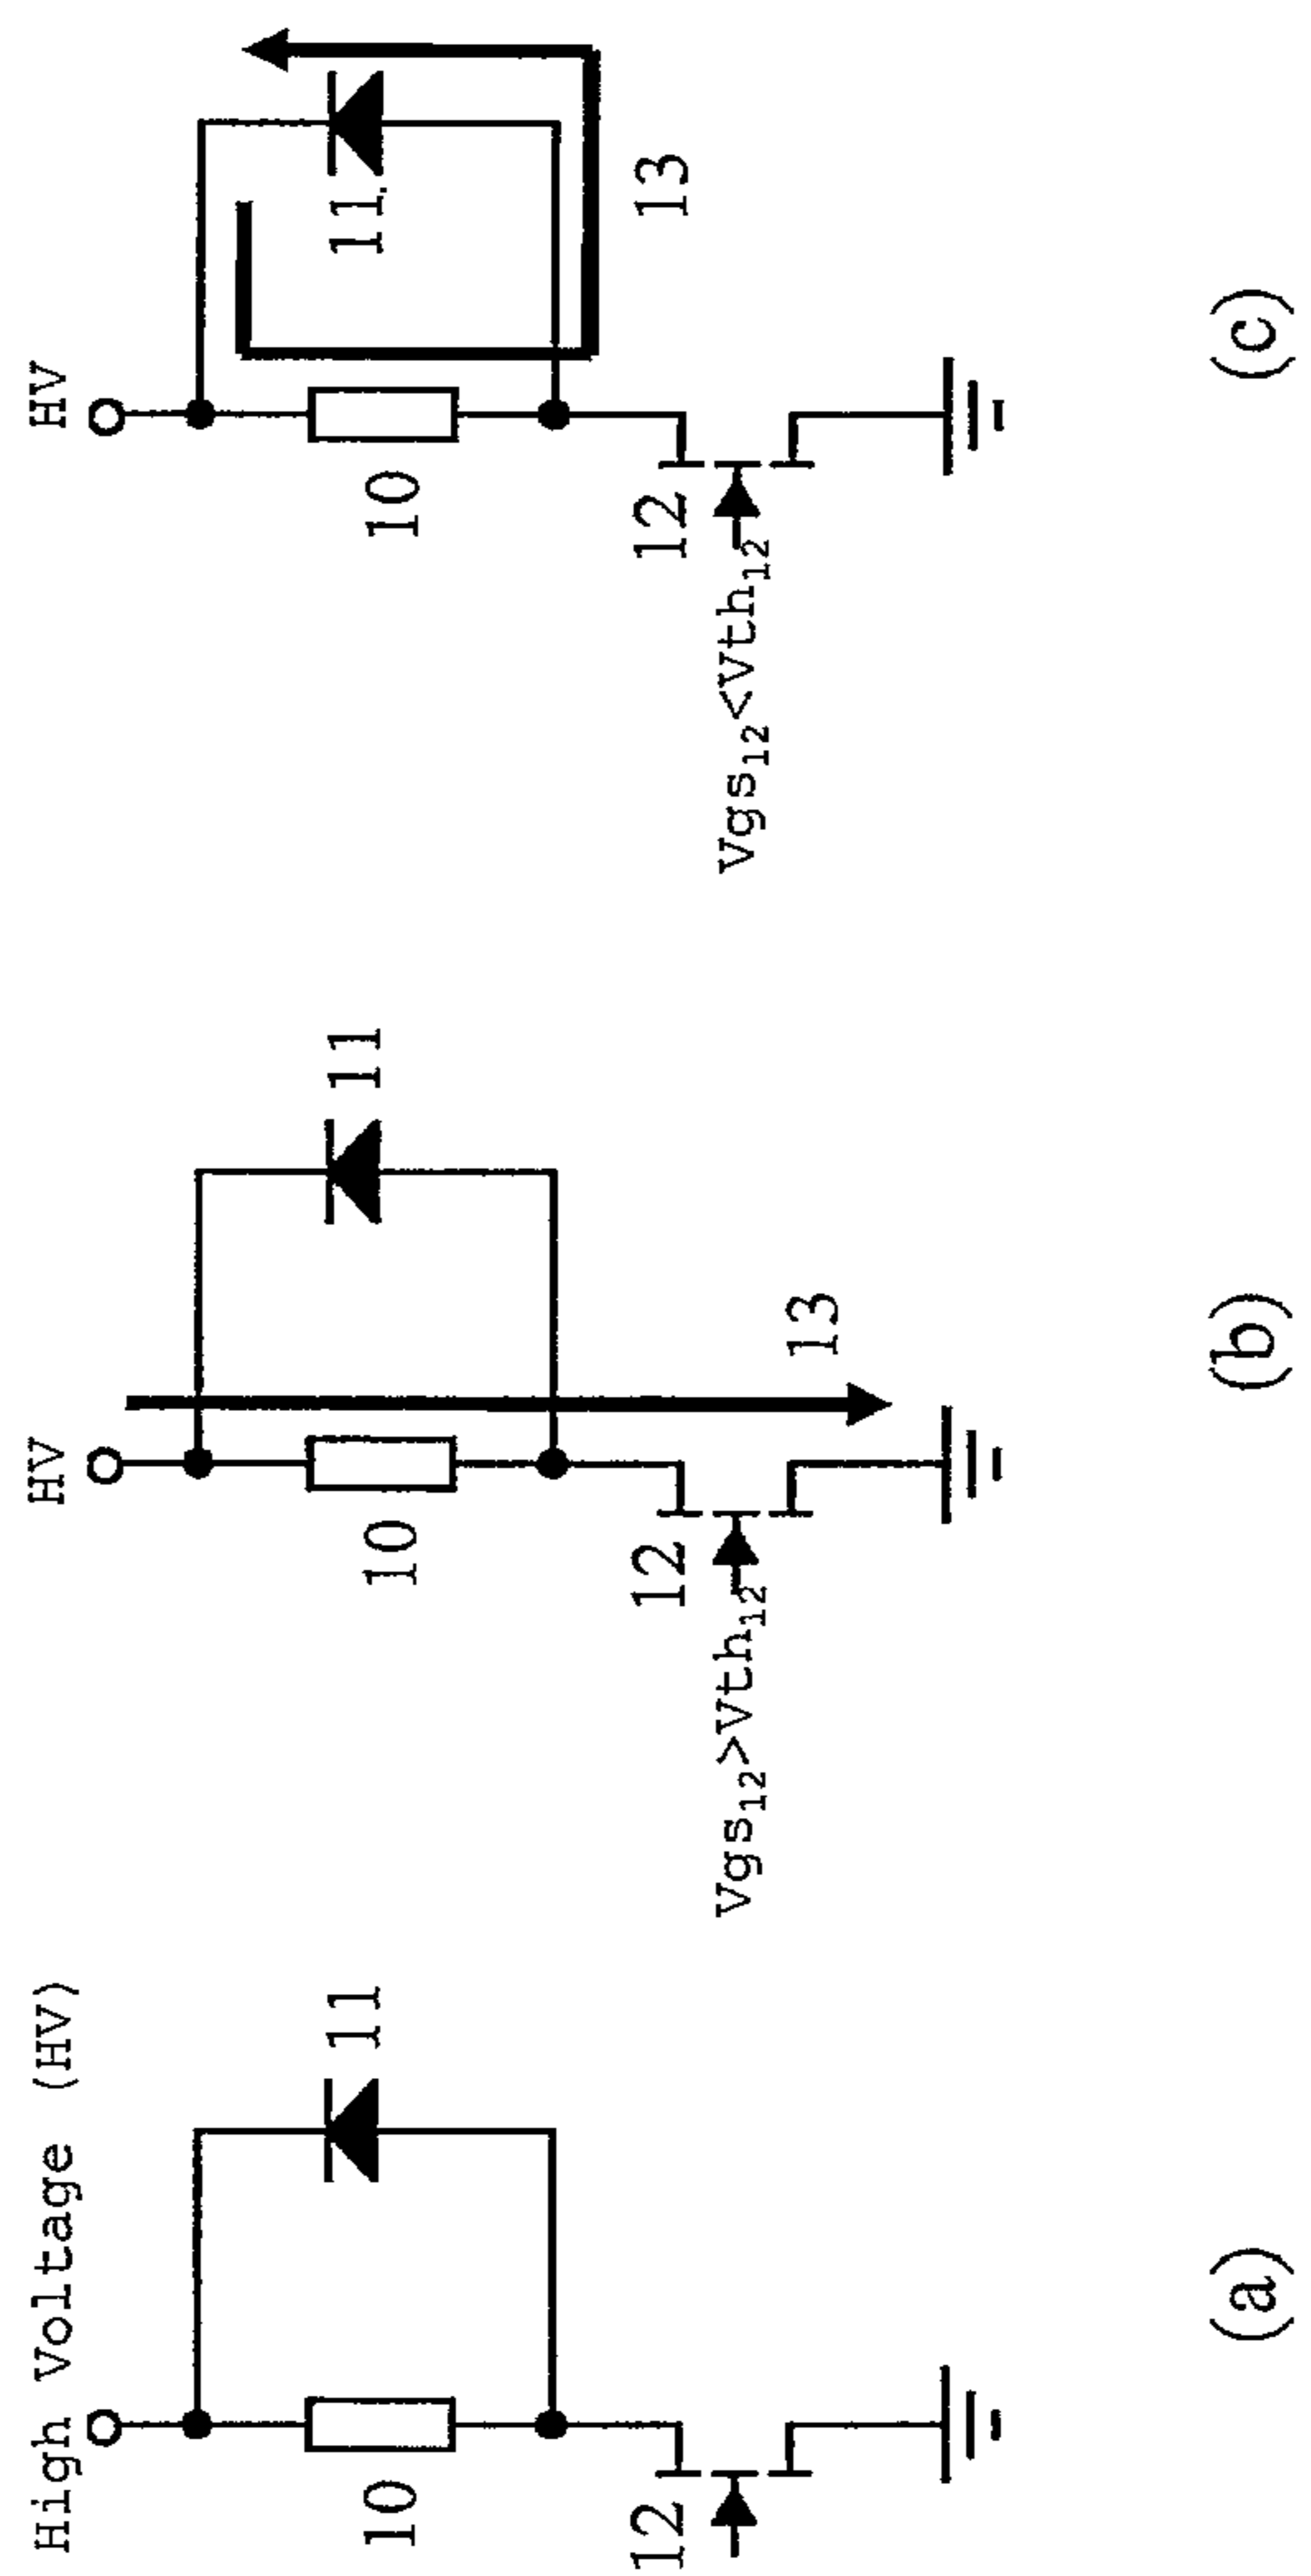 High Voltage (HV)
10
11
12
(a)
HV
10
11
12
13
Vgs₁₂>Vth₁₂
(b)
HV
10
11
12
13
Vgs₁₂<Vth₁₂
(c)